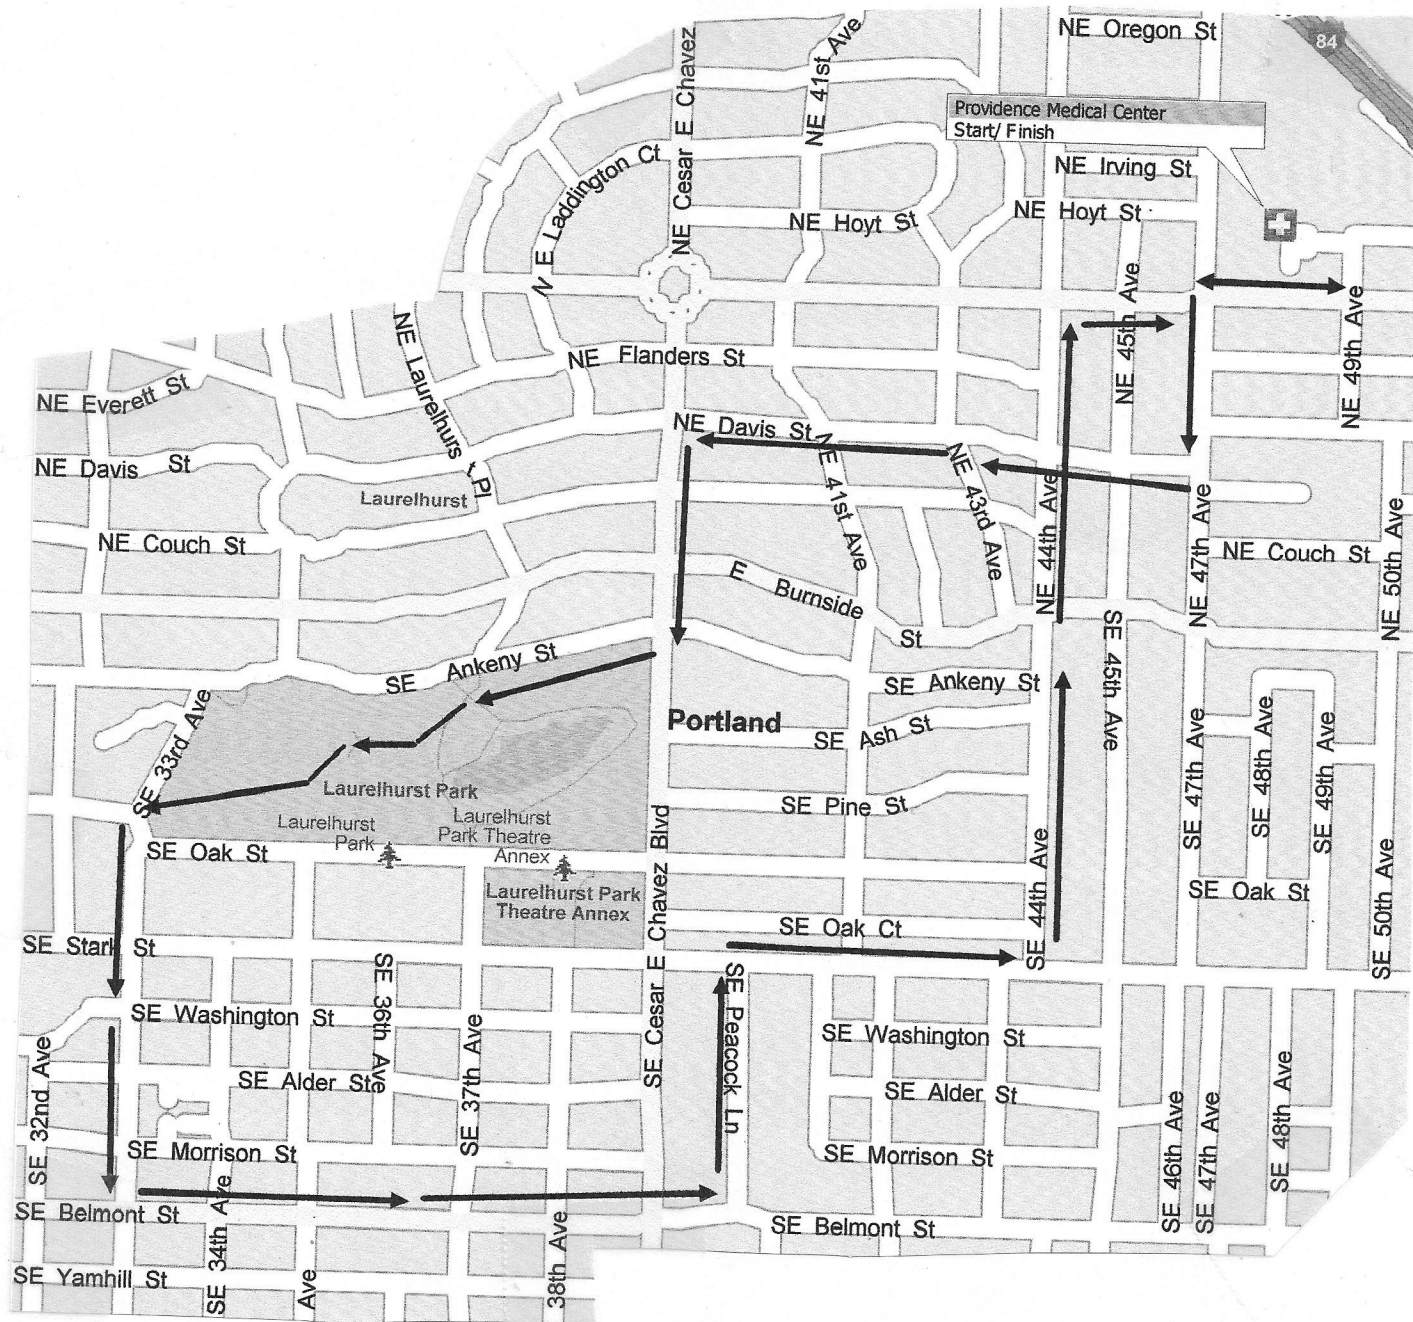 NE Oregon St
84
NE Cesar E Chavez
NE 41st Ave
Providence Medical Center
Start/ Finish
NE Irving St
NE Laddington Ct
NE Hoyt St
NE Hoyt St
NE 45th Ave
NE 49th Ave
NE Laurelhurst Pl
NE Flanders St
NE Everett St
NE Davis St
NE Davis St
NE 41st Ave
NE 43rd Ave
NE 44th Ave
NE 47th Ave
NE 50th Ave
Laurelhurst
NE Couch St
NE Couch St
E Burnside St
SE Ankeny St
SE Ankeny St
SE 45th Ave
SE 33rd Ave
Portland
SE Ash St
SE 47th Ave
SE 48th Ave
SE 49th Ave
SE Pine St
Laurelhurst Park
Laurelhurst
Park
Laurelhurst
Park Theatre
Annex
SE Oak St
Laurelhurst Park
Theatre Annex
SE Cesar E Chavez Blvd
SE 44th Ave
SE Oak St
SE 50th Ave
SE Oak Ct
SE Stark St
SE 36th Ave
SE Peacock Ln
SE Washington St
SE Washington St
SE 32nd Ave
SE 37th Ave
SE Alder St
SE Alder St
SE 46th Ave
SE 47th Ave
SE 48th Ave
SE Morrison St
SE Morrison St
SE Belmont St
SE Belmont St
SE 34th Ave
Ave
38th Ave
SE Yamhill St